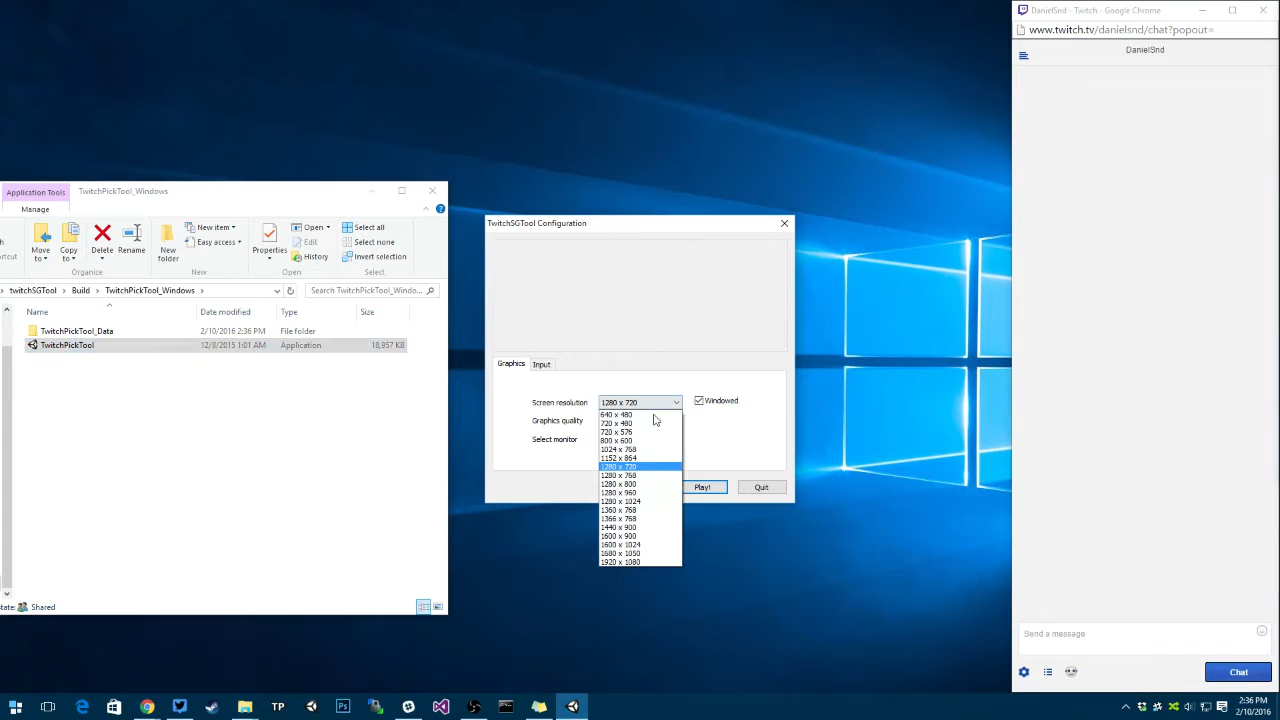 DanielSnd - Twitch - Google Chrome
www.twitch.tv/danielsnd/chat?popout=
DanielSnd
Application Tools
TwitchPickTool_Windows
Manage
Move to
Copy to
Delete
Rename
New folder
New item
Easy access
Properties
Open
Edit
History
Select all
Select none
Invert selection
Organize
New
Open
Select
twitchSGTool
Build
TwitchPickTool_Windows
Search TwitchPickTool_Windo...
Name
Date modified
Type
Size
TwitchPickTool_Data
2/10/2016 2:36 PM
File folder
TwitchPickTool
12/8/2015 1:01 AM
Application
18,957 KB
tate:
Shared
TwitchSGTool Configuration
Graphics
Input
Screen resolution
1280 x 720
Windowed
Graphics quality
Select monitor
640 x 480
720 x 480
720 x 576
800 x 600
1024 x 768
1152 x 864
1280 x 720
1280 x 768
1280 x 800
1280 x 960
1280 x 1024
1360 x 768
1366 x 768
1440 x 900
1600 x 900
1600 x 1024
1680 x 1050
1920 x 1080
Play!
Quit
Send a message
Chat
TP
Ps
2:36 PM
2/10/2016